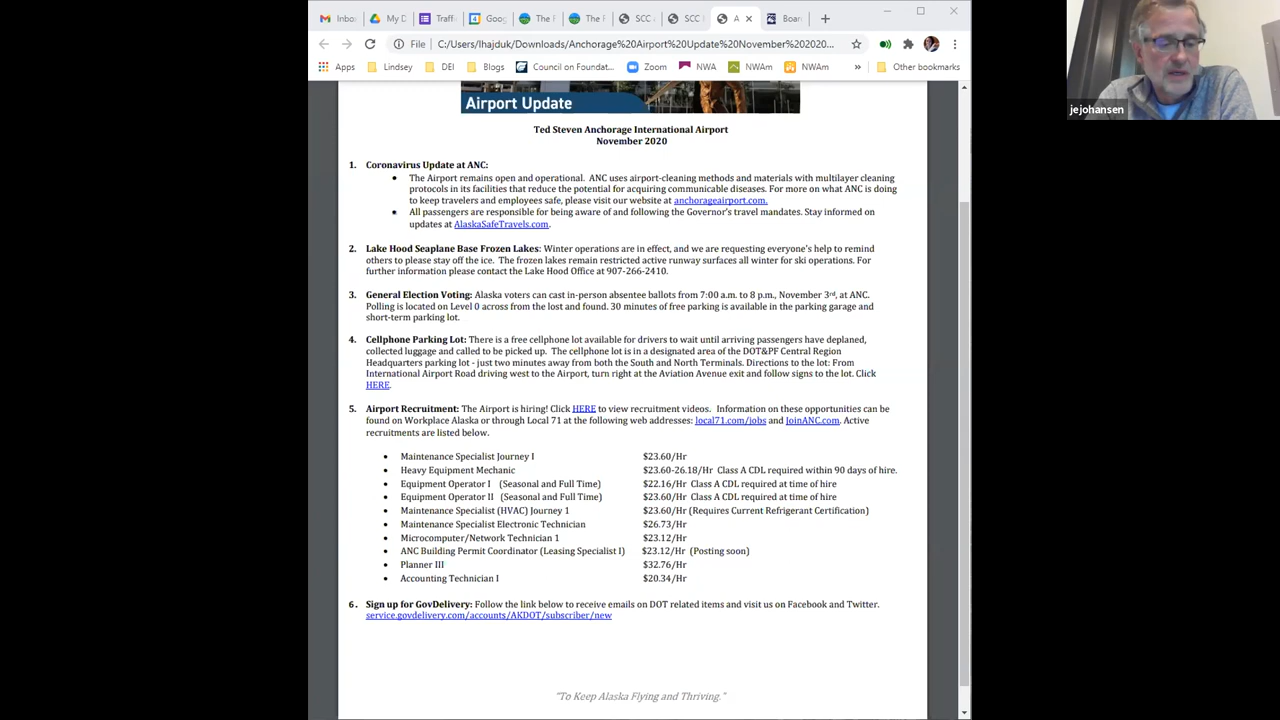 Inbo
My D
Traffi
Goog
The F
The F
SCC
SCC
A
Boar
File
C:/Users/lhajduk/Downloads/Anchorage%20Airport%20Update%20November%202020...
Apps
Lindsey
DEI
Blogs
Council on Foundat...
Zoom
NWA
NWAm
NWAm
»
Other bookmarks
jejohansen
Airport Update
Ted Steven Anchorage International Airport
November 2020
1. Coronavirus Update at ANC:
• The Airport remains open and operational. ANC uses airport-cleaning methods and materials with multilayer cleaning
protocols in its facilities that reduce the potential for acquiring communicable diseases. For more on what ANC is doing
to keep travelers and employees safe, please visit our website at anchorageairport.com.
• All passengers are responsible for being aware of and following the Governor's travel mandates. Stay informed on
updates at AlaskaSafeTravels.com.
2. Lake Hood Seaplane Base Frozen Lakes: Winter operations are in effect, and we are requesting everyone's help to remind
others to please stay off the ice. The frozen lakes remain restricted active runway surfaces all winter for ski operations. For
further information please contact the Lake Hood Office at 907-266-2410.
3. General Election Voting: Alaska voters can cast in-person absentee ballots from 7:00 a.m. to 8 p.m., November 3rd, at ANC.
Polling is located on Level 0 across from the lost and found. 30 minutes of free parking is available in the parking garage and
short-term parking lot.
4. Cellphone Parking Lot: There is a free cellphone lot available for drivers to wait until arriving passengers have deplaned,
collected luggage and called to be picked up. The cellphone lot is in a designated area of the DOT&PF Central Region
Headquarters parking lot - just two minutes away from both the South and North Terminals. Directions to the lot: From
International Airport Road driving west to the Airport, turn right at the Aviation Avenue exit and follow signs to the lot. Click
HERE.
5. Airport Recruitment: The Airport is hiring! Click HERE to view recruitment videos. Information on these opportunities can be
found on Workplace Alaska or through Local 71 at the following web addresses: local71.com/jobs and JoinANC.com. Active
recruitments are listed below.
• Maintenance Specialist Journey I $23.60/Hr
• Heavy Equipment Mechanic $23.60-26.18/Hr Class A CDL required within 90 days of hire.
• Equipment Operator I (Seasonal and Full Time) $22.16/Hr Class A CDL required at time of hire
• Equipment Operator II (Seasonal and Full Time) $23.60/Hr Class A CDL required at time of hire
• Maintenance Specialist (HVAC) Journey 1 $23.60/Hr (Requires Current Refrigerant Certification)
• Maintenance Specialist Electronic Technician $26.73/Hr
• Microcomputer/Network Technician 1 $23.12/Hr
• ANC Building Permit Coordinator (Leasing Specialist I) $23.12/Hr (Posting soon)
• Planner III $32.76/Hr
• Accounting Technician I $20.34/Hr
6. Sign up for GovDelivery: Follow the link below to receive emails on DOT related items and visit us on Facebook and Twitter.
service.govdelivery.com/accounts/AKDOT/subscriber/new
"To Keep Alaska Flying and Thriving."